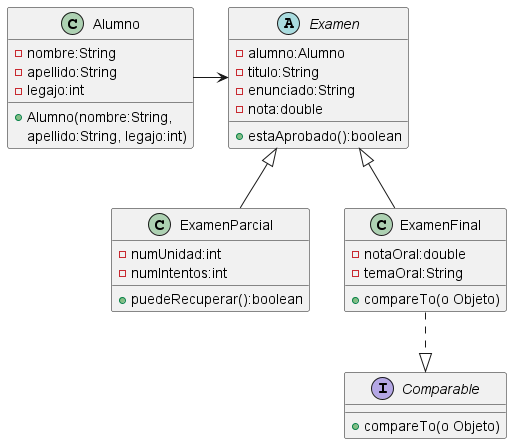 C Alumno
nombre:String
apellido:String
legajo:int
Alumno(nombre:String,
apellido:String, legajo:int)
A Examen
alumno:Alumno
titulo:String
enunciado:String
nota:double
estaAprobado():boolean
C ExamenParcial
numUnidad:int
numIntentos:int
puedeRecuperar():boolean
C ExamenFinal
notaOral:double
temaOral:String
compareTo(o Objeto)
I Comparable
compareTo(o Objeto)